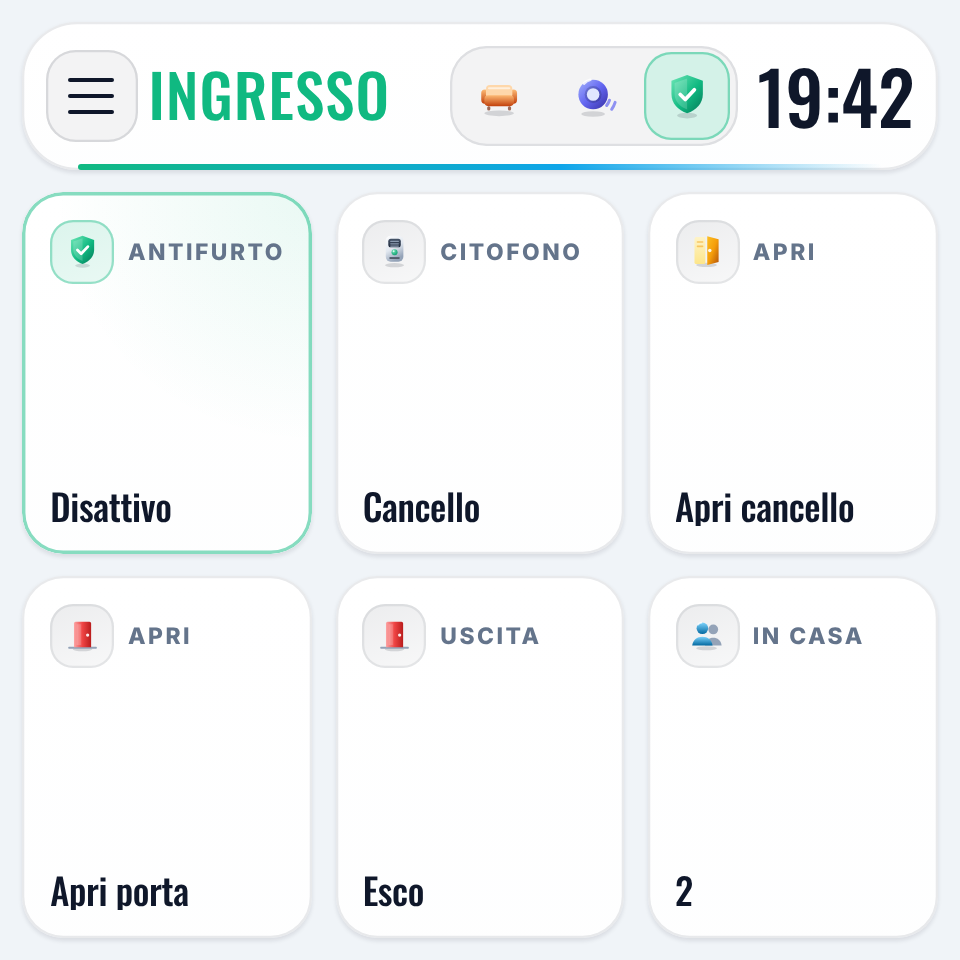 INGRESSO
19:42
ANTIFURTO
Disattivo
CITOFONO
Cancello
APRI
Apri cancello
APRI
Apri porta
USCITA
Esco
IN CASA
2